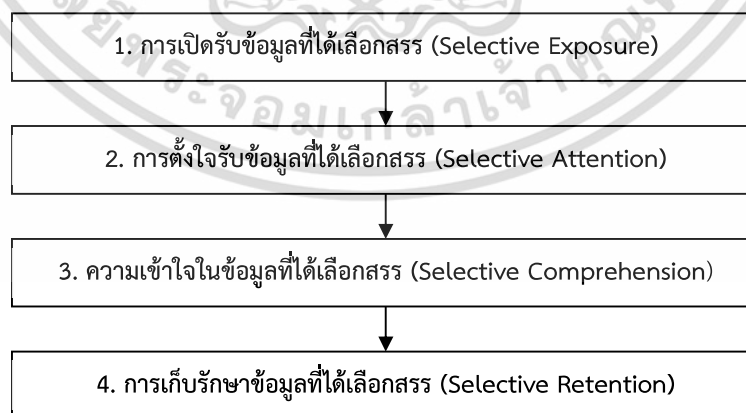 1. การเปิดรับข้อมูลที่ได้เลือกสรร (Selective Exposure)
2. การตั้งใจรับข้อมูลที่ได้เลือกสรร (Selective Attention)
3. ความเข้าใจในข้อมูลที่ได้เลือกสรร (Selective Comprehension)
4. การเก็บรักษาข้อมูลที่ได้เลือกสรร (Selective Retention)